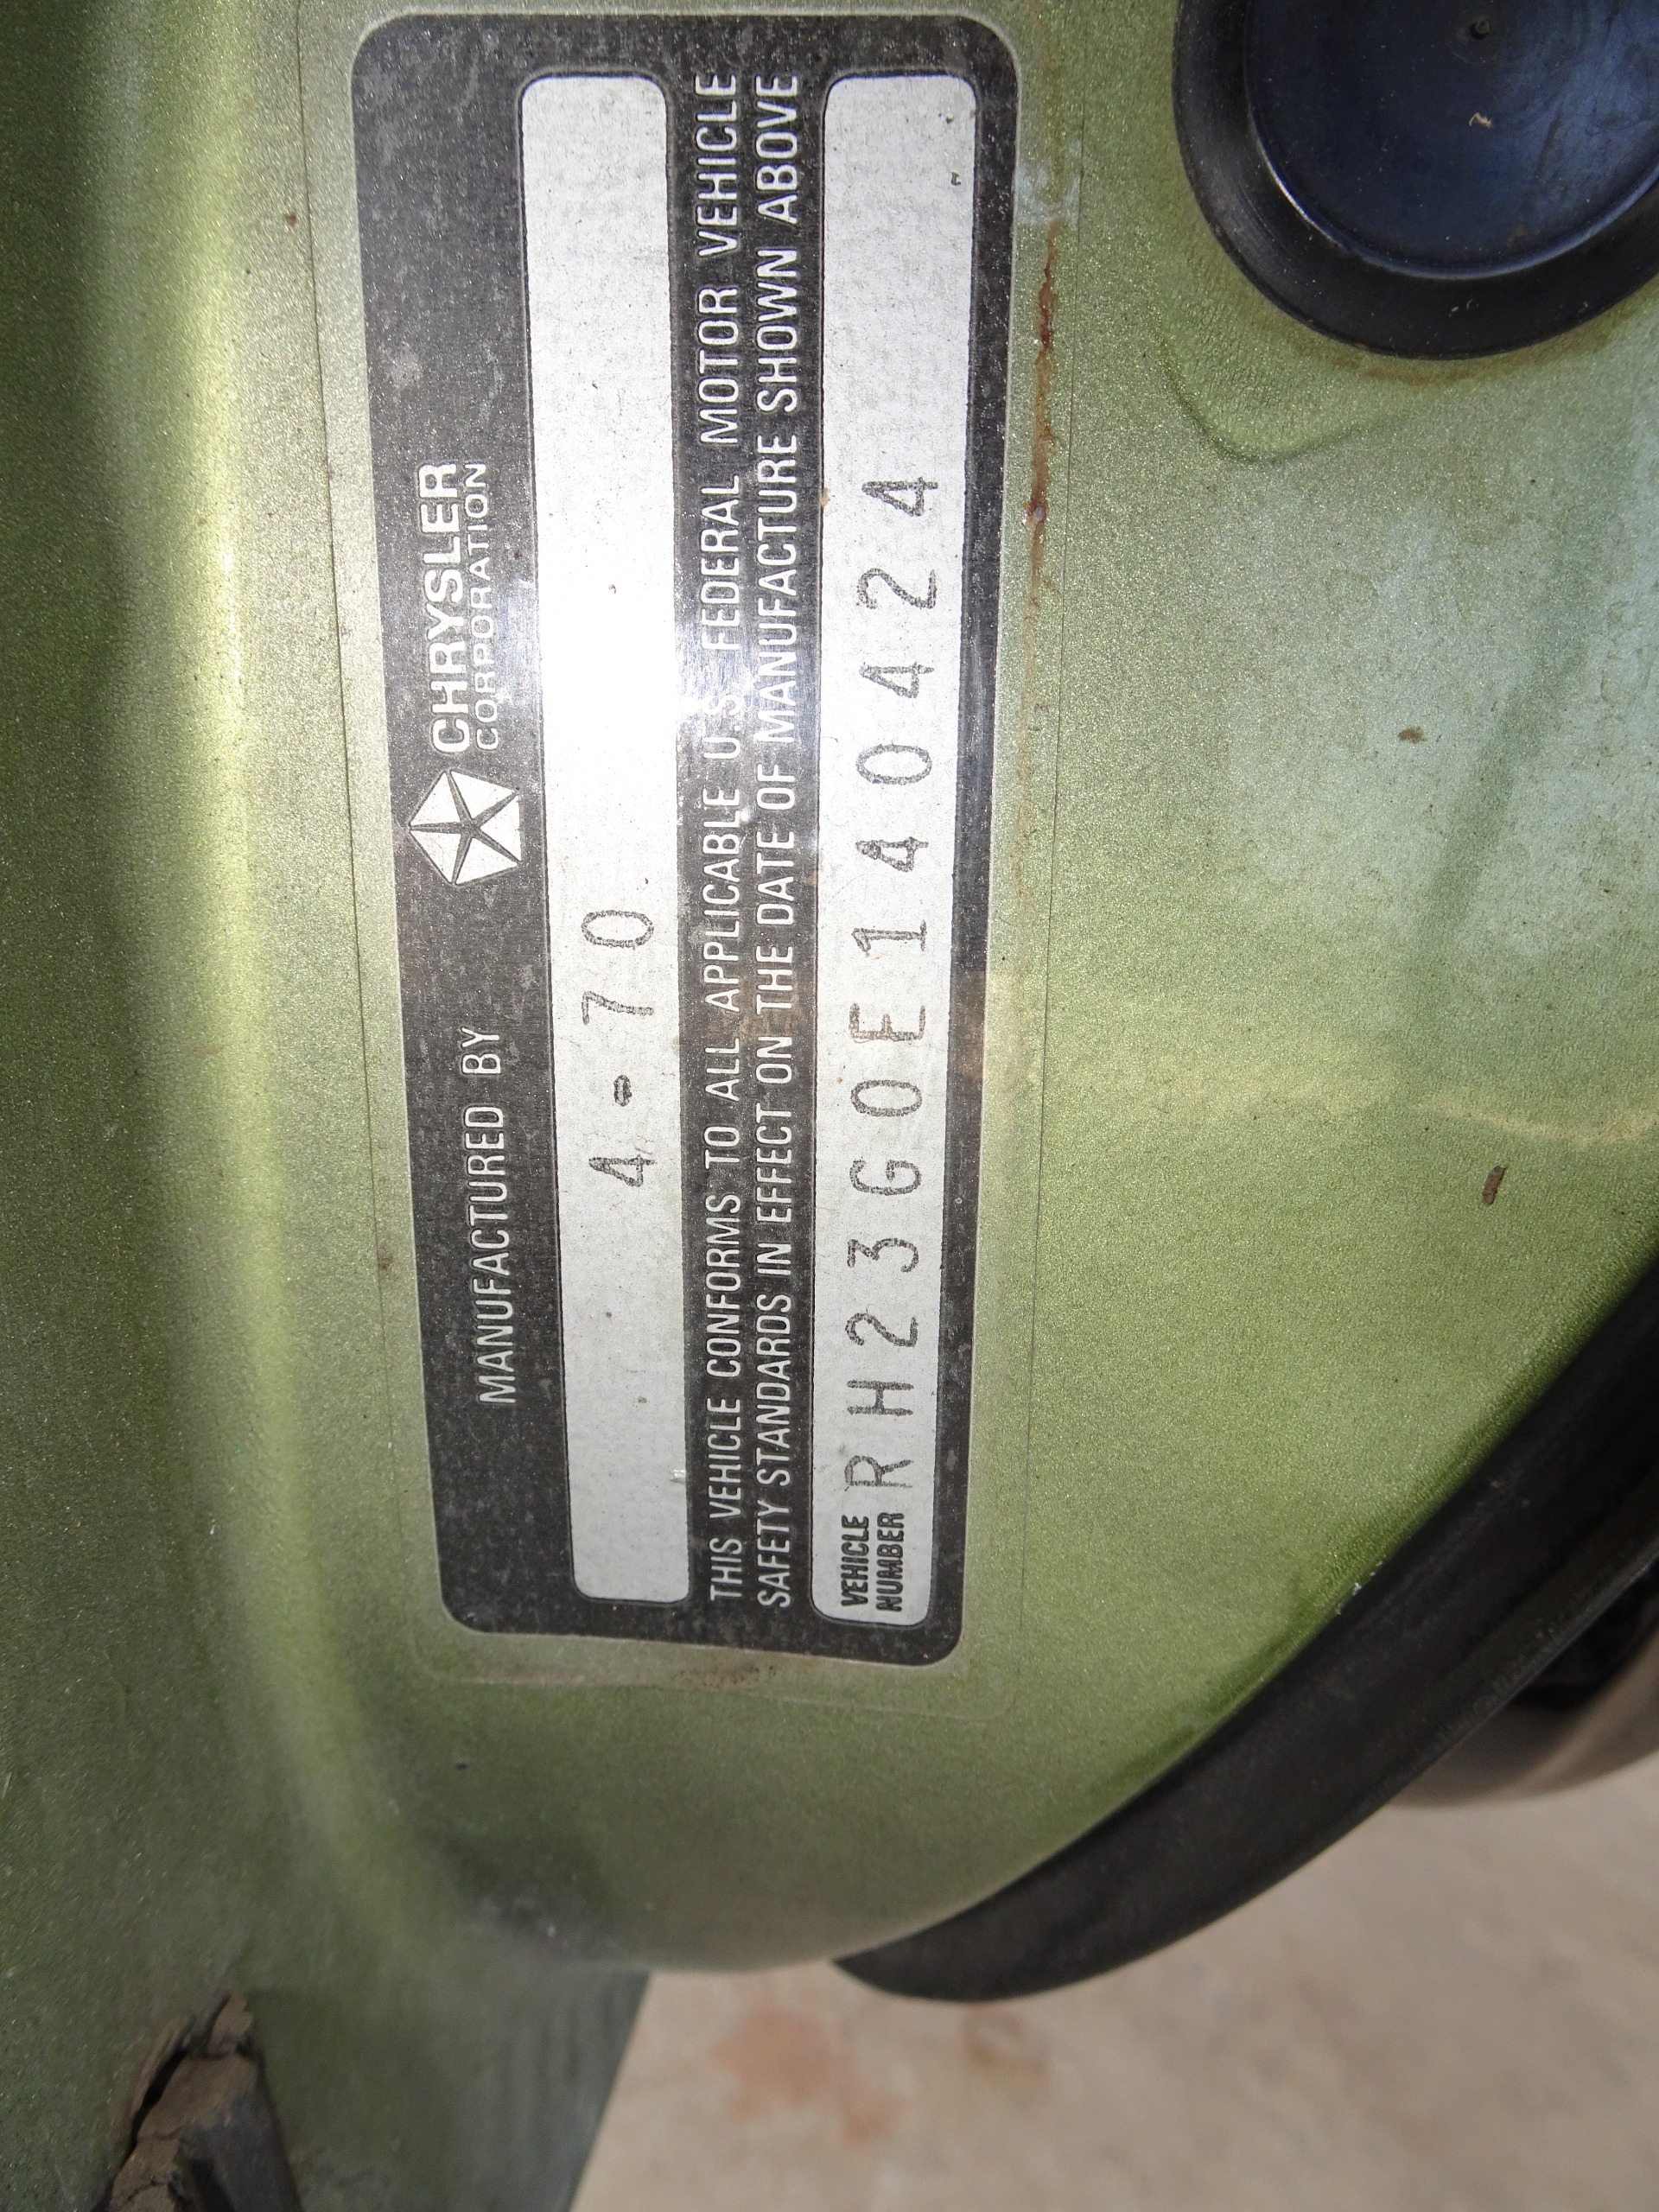 MANUFACTURED BY CHRYSLER CORPORATION
4-70
THIS VEHICLE CONFORMS TO ALL APPLICABLE U.S. FEDERAL MOTOR VEHICLE
SAFETY STANDARDS IN EFFECT ON THE DATE OF MANUFACTURE SHOWN ABOVE
VEHICLE NUMBER RH23G0E140424